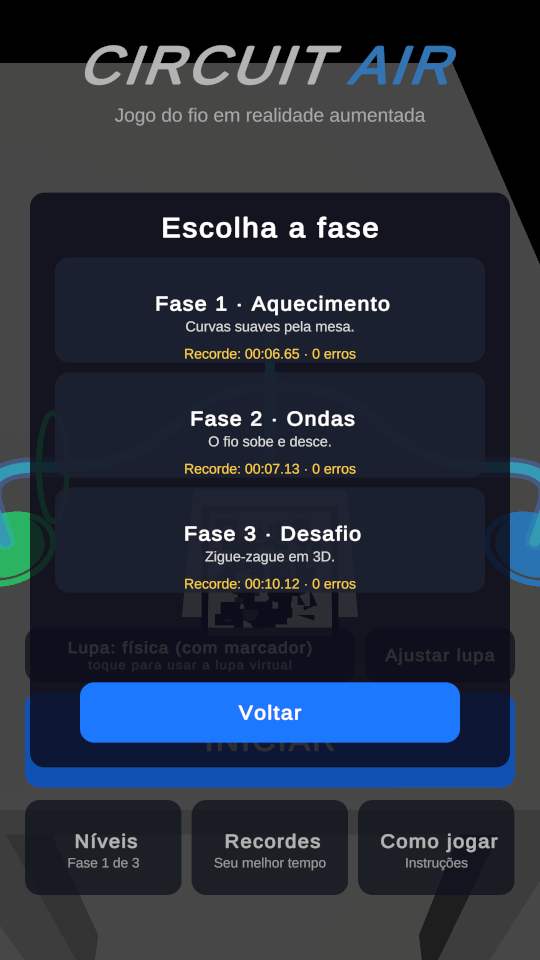 CIRCUIT AIR
Jogo do fio em realidade aumentada
Escolha a fase
Fase 1 · Aquecimento
Curvas suaves pela mesa.
Recorde: 00:06.65 · 0 erros
Fase 2 · Ondas
O fio sobe e desce.
Recorde: 00:07.13 · 0 erros
Fase 3 · Desafio
Zigue-zague em 3D.
Recorde: 00:10.12 · 0 erros
Lupa: física (com marcador)
toque para usar a lupa virtual
Ajustar lupa
Voltar
INICIAR
Níveis
Fase 1 de 3
Recordes
Seu melhor tempo
Como jogar
Instruções